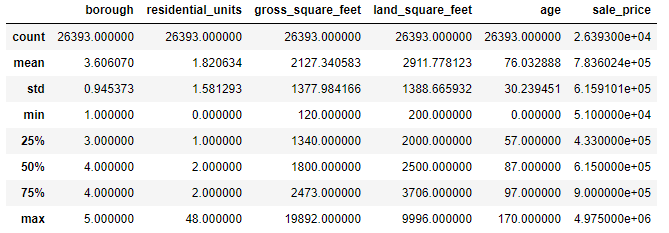 borough residential_units gross_square_feet land_square_feet age sale_price
count 26393.000000 26393.000000 26393.000000 26393.000000 26393.000000 2.639300e+04
mean 3.606070 1.820634 2127.340583 2911.778123 76.032888 7.836024e+05
std 0.945373 1.581293 1377.984166 1388.665932 30.239451 6.159101e+05
min 1.000000 0.000000 120.000000 200.000000 0.000000 5.100000e+04
25% 3.000000 1.000000 1340.000000 2000.000000 57.000000 4.330000e+05
50% 4.000000 2.000000 1800.000000 2500.000000 87.000000 6.150000e+05
75% 4.000000 2.000000 2473.000000 3706.000000 97.000000 9.000000e+05
max 5.000000 48.000000 19892.000000 9996.000000 170.000000 4.975000e+06